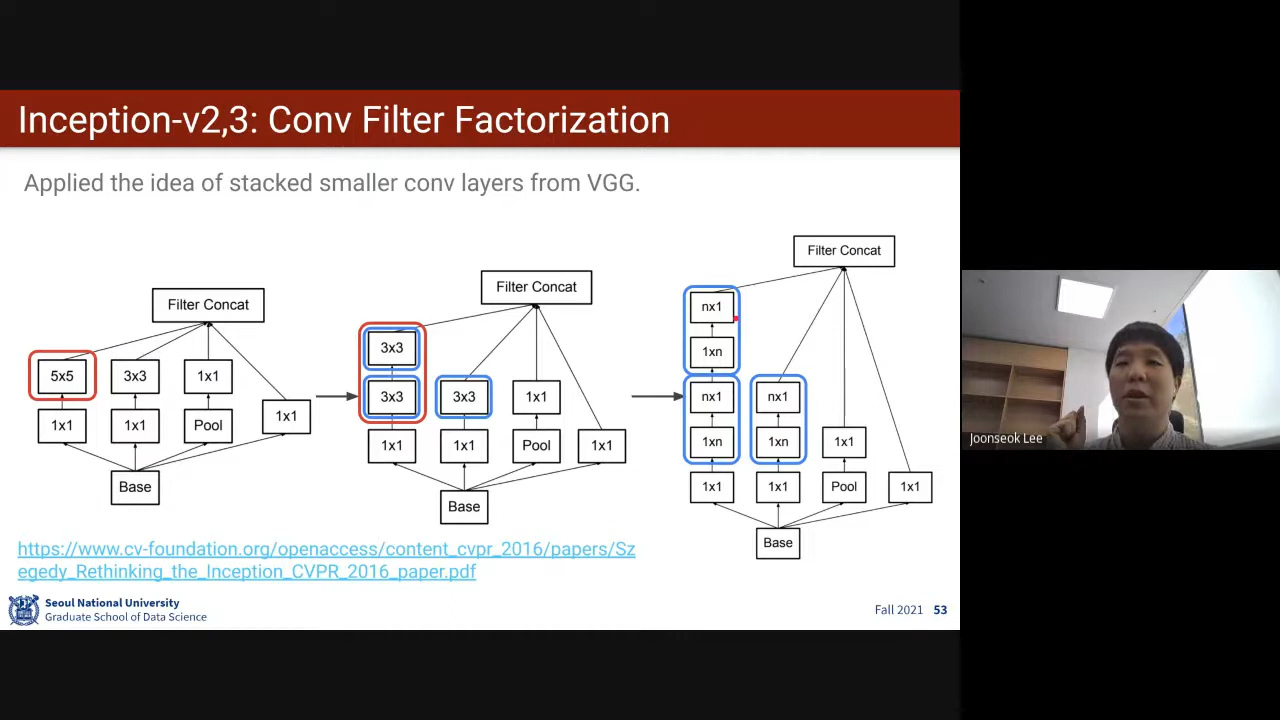 Inception-v2,3: Conv Filter Factorization
Applied the idea of stacked smaller conv layers from VGG.
Filter Concat
5x5 3x3 1x1
1x1 1x1 Pool 1x1
Base
Filter Concat
3x3
3x3 3x3 1x1
1x1 1x1 Pool 1x1
Base
Filter Concat
nx1
1xn
nx1 nx1
1xn 1xn 1x1
1x1 1x1 Pool 1x1
Base
https://www.cv-foundation.org/openaccess/content_cvpr_2016/papers/Sz
egedy_Rethinking_the_Inception_CVPR_2016_paper.pdf
Seoul National University
Graduate School of Data Science
Fall 2021 53
Joonseok Lee